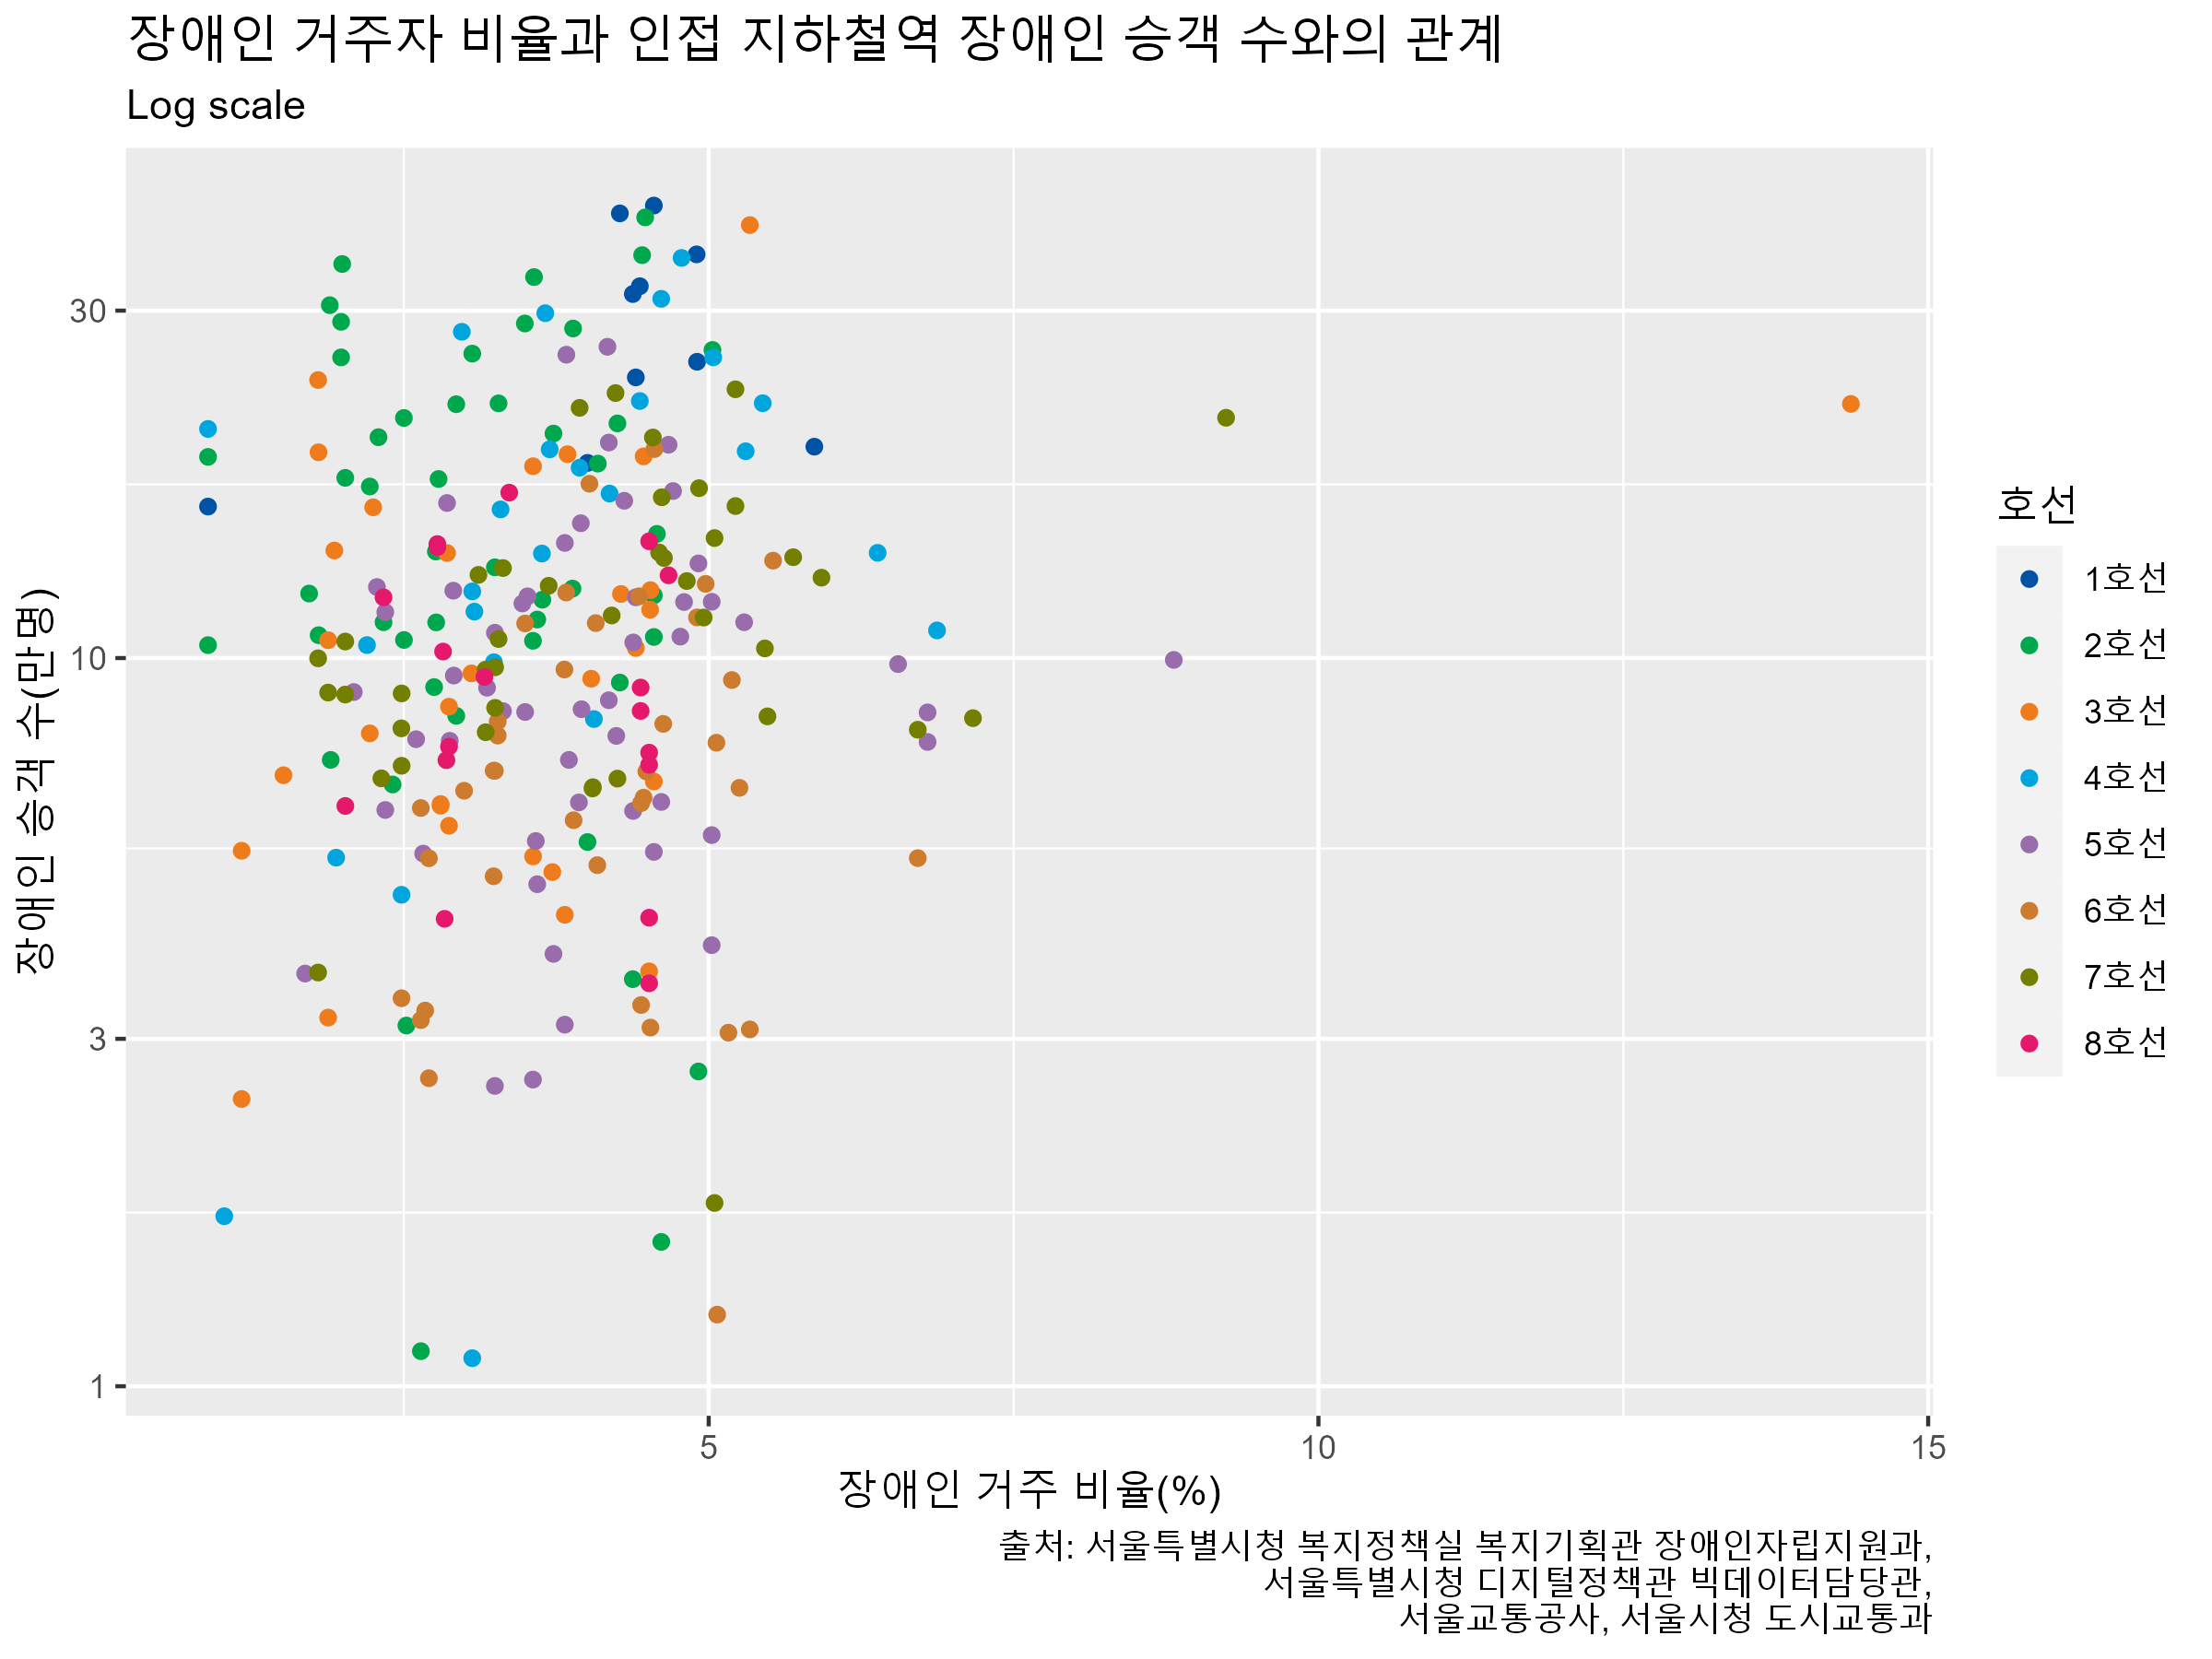 장애인 거주자 비율과 인접 지하철역 장애인 승객 수와의 관계
Log scale
장애인 승객 수(만명)
30
10
3
1
5
10
15
장애인 거주 비율(%)
호선
1호선
2호선
3호선
4호선
5호선
6호선
7호선
8호선
출처: 서울특별시청 복지정책실 복지기획관 장애인자립지원과,
서울특별시청 디지털정책관 빅데이터담당관,
서울교통공사, 서울시청 도시교통과